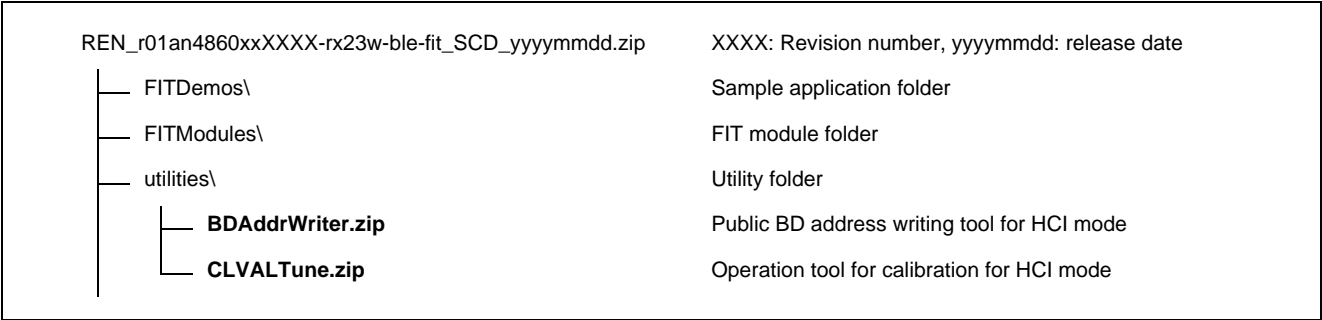 REN_r01an4860xxXXXX-rx23w-ble-fit_SCD_yyyymmdd.zip XXXX: Revision number, yyyymmdd: release date
FITDemos\ Sample application folder
FITModules\ FIT module folder
utilities\ Utility folder
BDAddrWriter.zip Public BD address writing tool for HCI mode
CLVALTune.zip Operation tool for calibration for HCI mode